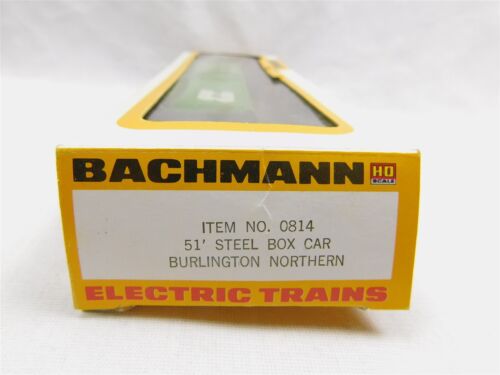 BACHMANN HO SCALE
ITEM NO. 0814
51' STEEL BOX CAR
BURLINGTON NORTHERN
ELECTRIC TRAINS